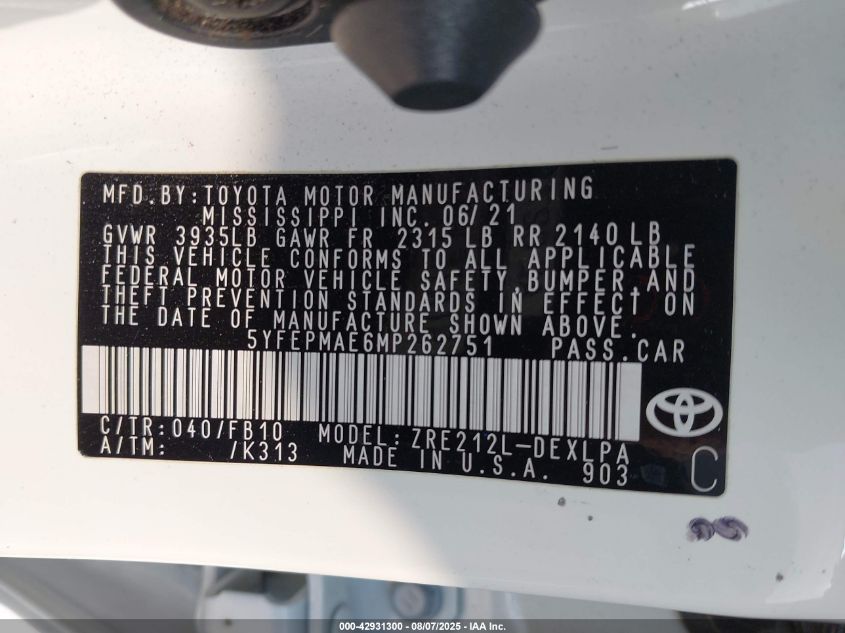 MFD.BY:TOYOTA MOTOR MANUFACTURING
MISSISSIPPI INC. 06/21
GVWR 3935LB GAWR FR 2315 LB RR 2140 LB
THIS VEHICLE CONFORMS TO ALL APPLICABLE
FEDERAL MOTOR VEHICLE SAFETY,BUMPER,AND
THEFT PREVENTION STANDARDS IN EFFECT ON
THE DATE OF MANUFACTURE SHOWN ABOVE.
5YFEPMAE6MP262751 PASS.CAR
C/TR:040/FB10 MODEL:ZRE212L-DEXLPA
A/TM: /K313 MADE IN U.S.A. 903
C
000-42931300 - 08/07/2025 - IAA Inc.